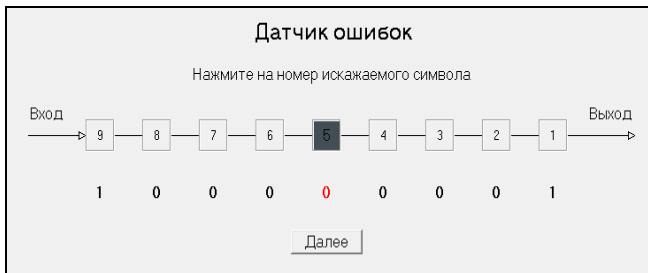 Датчик ошибок
Нажмите на номер искажаемого символа
Вход
Выход
9 8 7 6 5 4 3 2 1
1 0 0 0 0 0 0 0 1
Далее